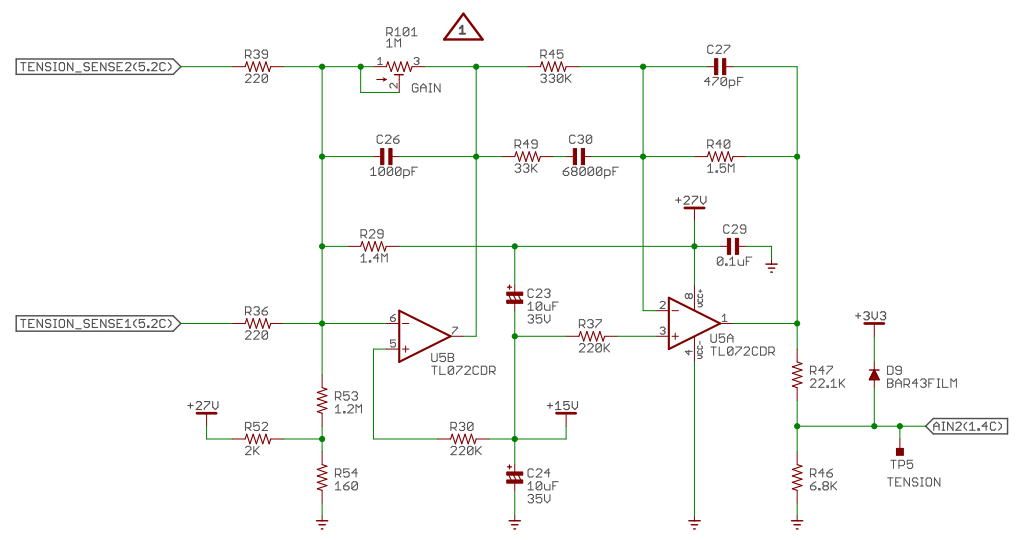 1
R101
1M
R39
TENSION_SENSE2(5.2C)
220
1
3
2
GAIN
R45
330K
C27
470pF
C26
1000pF
R49
33K
C30
68000pF
R40
1.5M
+27V
R29
1.4M
C29
0.1uF
C23
10uF
35V
8
VCC+
R36
TENSION_SENSE1(5.2C)
220
6
5
7
U5B
TL072CDR
R37
220K
2
3
1
4
VCC-
U5A
TL072CDR
+3V3
R47
22.1K
D9
BAR43FILM
R53
1.2M
+27V
R52
2K
R30
220K
+15V
AIN2(1.4C)
R54
160
C24
10uF
35V
R46
6.8K
TP5
TENSION